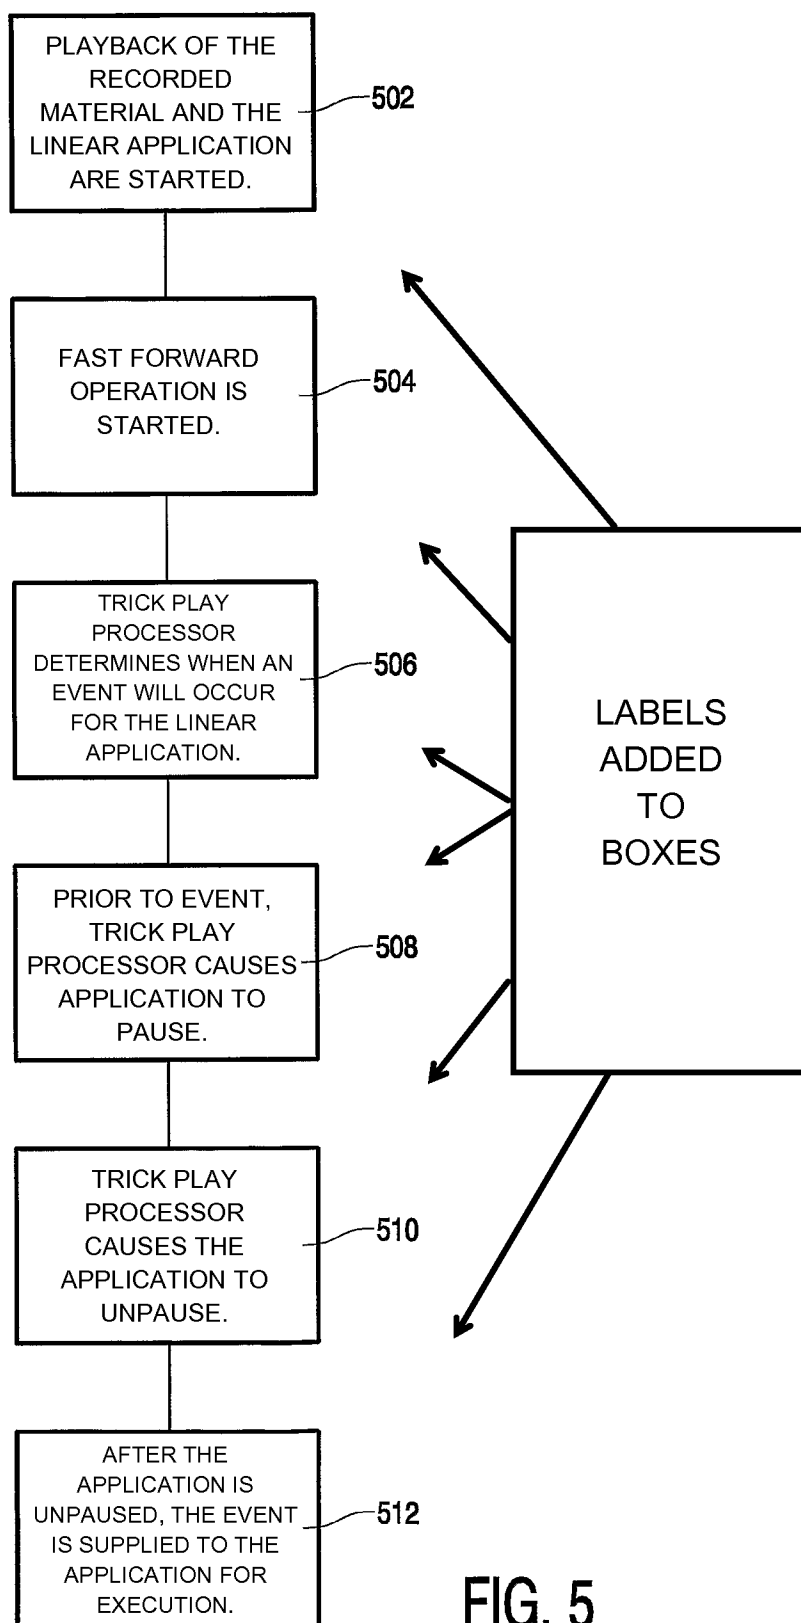 PLAYBACK OF THE
RECORDED
MATERIAL AND THE
LINEAR APPLICATION
ARE STARTED.
502
FAST FORWARD
OPERATION IS
STARTED.
504
TRICK PLAY
PROCESSOR
DETERMINES WHEN AN
EVENT WILL OCCUR
FOR THE LINEAR
APPLICATION.
506
LABELS
ADDED
TO
BOXES
PRIOR TO EVENT,
TRICK PLAY
PROCESSOR CAUSES
APPLICATION TO
PAUSE.
508
TRICK PLAY
PROCESSOR
CAUSES THE
APPLICATION TO
UNPAUSE.
510
AFTER THE
APPLICATION IS
UNPAUSED, THE EVENT
IS SUPPLIED TO THE
APPLICATION FOR
EXECUTION.
512
FIG. 5